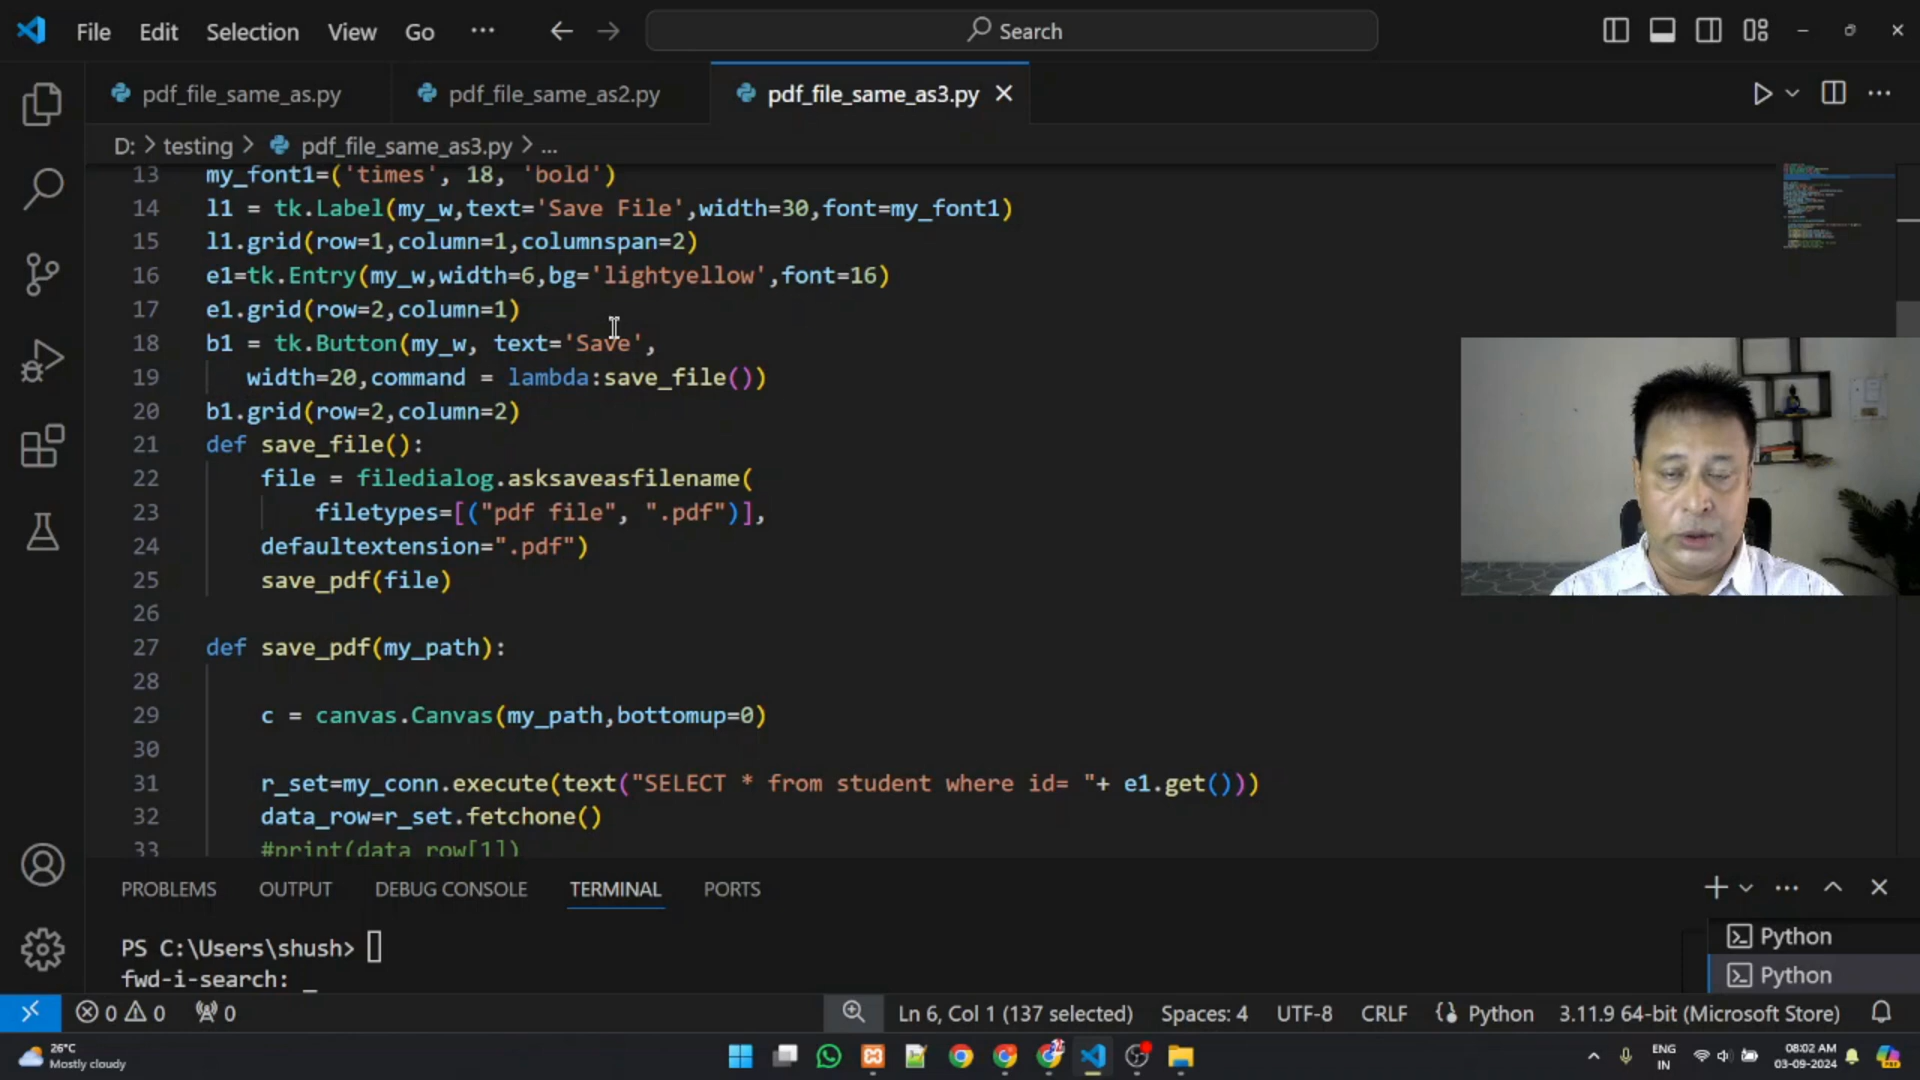 File Edit Selection View Go ··· Search
pdf_file_same_as.py pdf_file_same_as2.py pdf_file_same_as3.py
D: > testing > pdf_file_same_as3.py > ...
13 my_font1=('times', 18, 'bold')
14 l1 = tk.Label(my_w,text='Save File',width=30,font=my_font1)
15 l1.grid(row=1,column=1,columnspan=2)
16 e1=tk.Entry(my_w,width=6,bg='lightyellow',font=16)
17 e1.grid(row=2,column=1)
18 b1 = tk.Button(my_w, text='Save',
19 width=20,command = lambda:save_file())
20 b1.grid(row=2,column=2)
21 def save_file():
22 file = filedialog.asksaveasfilename(
23 filetypes=[("pdf file", ".pdf")],
24 defaultextension=".pdf")
25 save_pdf(file)
26
27 def save_pdf(my_path):
28
29 c = canvas.Canvas(my_path,bottomup=0)
30
31 r_set=my_conn.execute(text("SELECT * from student where id= "+ e1.get()))
32 data_row=r_set.fetchone()
33 #print(data_row[1])
PROBLEMS OUTPUT DEBUG CONSOLE TERMINAL PORTS
PS C:\Users\shush>
fwd-i-search: _
Python
Python
0 0 0 Ln 6, Col 1 (137 selected) Spaces: 4 UTF-8 CRLF Python 3.11.9 64-bit (Microsoft Store)
26°C
Mostly cloudy
ENG
IN
08:02 AM
03-09-2024